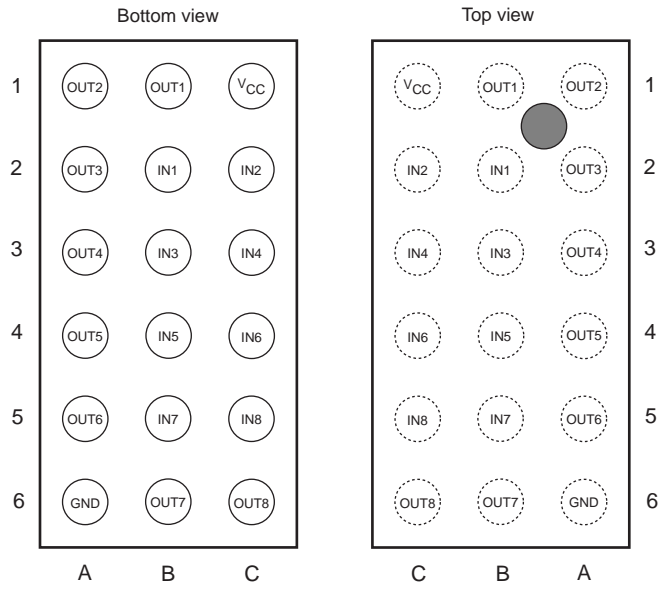 Bottom view Top view
1 OUT2 OUT1 VCC VCC OUT1 OUT2 1
2 OUT3 IN1 IN2 IN2 IN1 OUT3 2
3 OUT4 IN3 IN4 IN4 IN3 OUT4 3
4 OUT5 IN5 IN6 IN6 IN5 OUT5 4
5 OUT6 IN7 IN8 IN8 IN7 OUT6 5
6 GND OUT7 OUT8 OUT8 OUT7 GND 6
A B C C B A